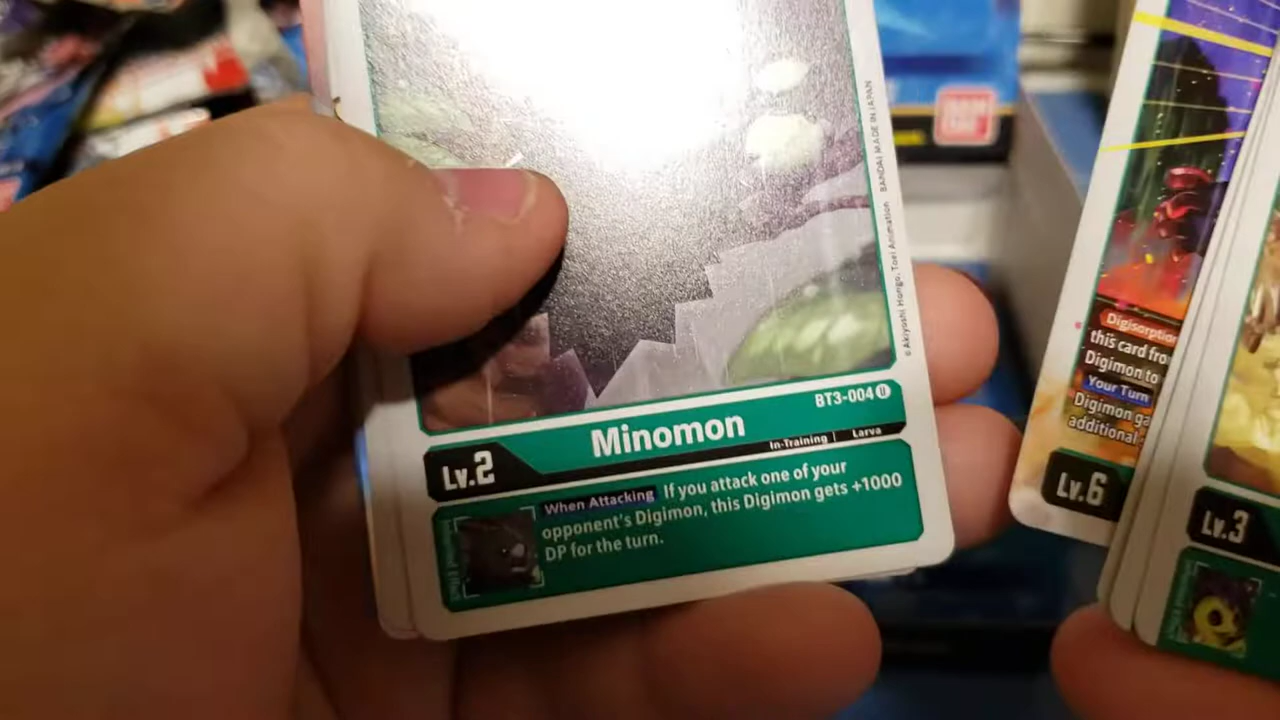 © Akiyoshi Hongo, Toei Animation BANDAI MADE IN JAPAN
BT3-004 U
Minomon
In-Training | Larva
Lv.2
When Attacking If you attack one of your
opponent's Digimon, this Digimon gets +1000
DP for the turn.
Digisorption
this card fro
Digimon to
Your Turn
Digimon ga
additional
Lv.6
Lv.3